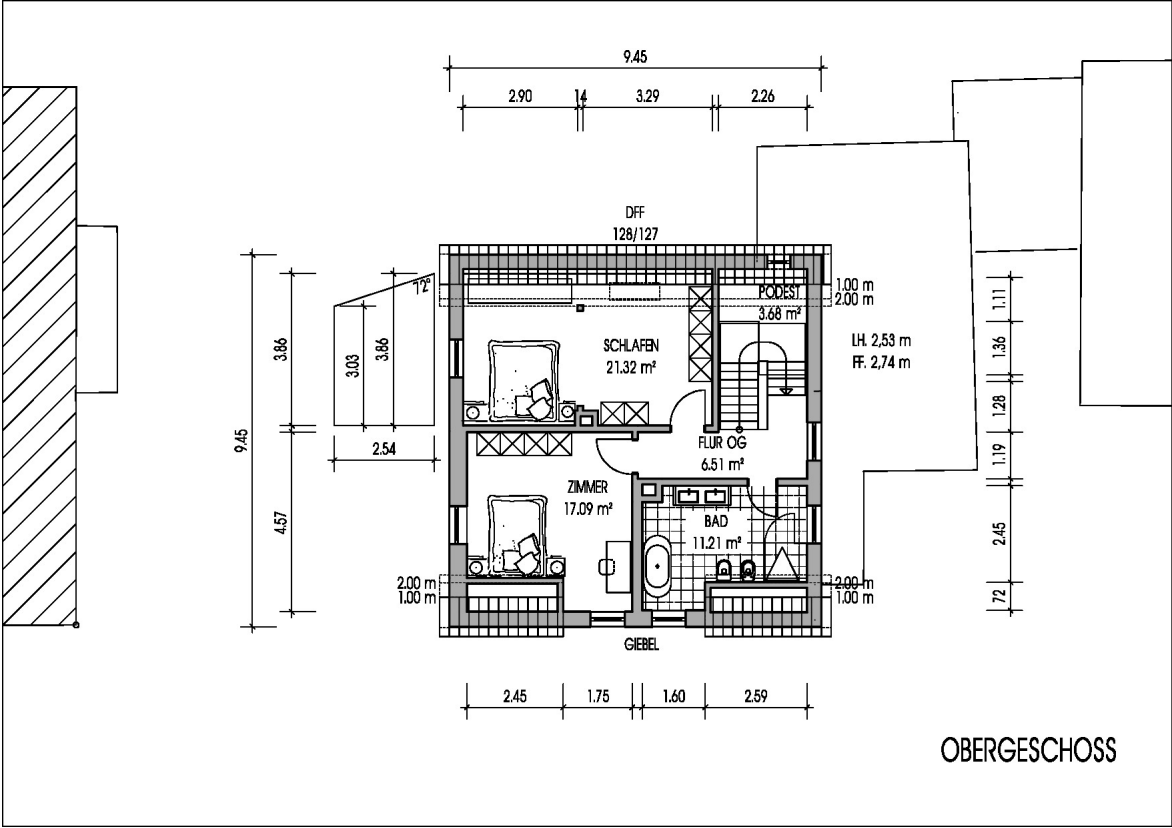 9.45
2.90 14 3.29 2.26
DFF
128/127
72°
1.00 m
2.00 m
PODEST
3.68 m²
1.11
3.86
3.03
3.86
SCHLAFEN
21.32 m²
LH. 2,53 m
FF. 2,74 m
1.36
1.28
9.45
2.54
FLUR OG
6.51 m²
1.19
ZIMMER
17.09 m²
4.57
BAD
11.21 m²
2.45
2.00 m
1.00 m
2.00 m
1.00 m
72
GIEBEL
2.45 1.75 1.60 2.59
OBERGESCHOSS